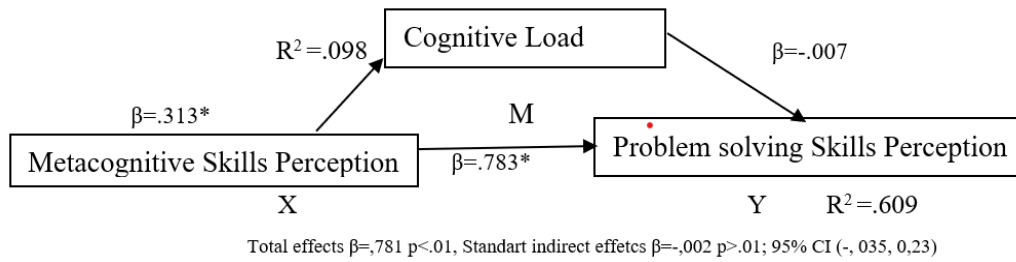 Cognitive Load
R² =.098
β=-.007
β=.313*
M
Metacognitive Skills Perception
β=.783*
Problem solving Skills Perception
X
Y
R² =.609
Total effects β=,781 p<.01, Standart indirect effetcs β=-,002 p>.01; 95% CI (-, 035, 0,23)